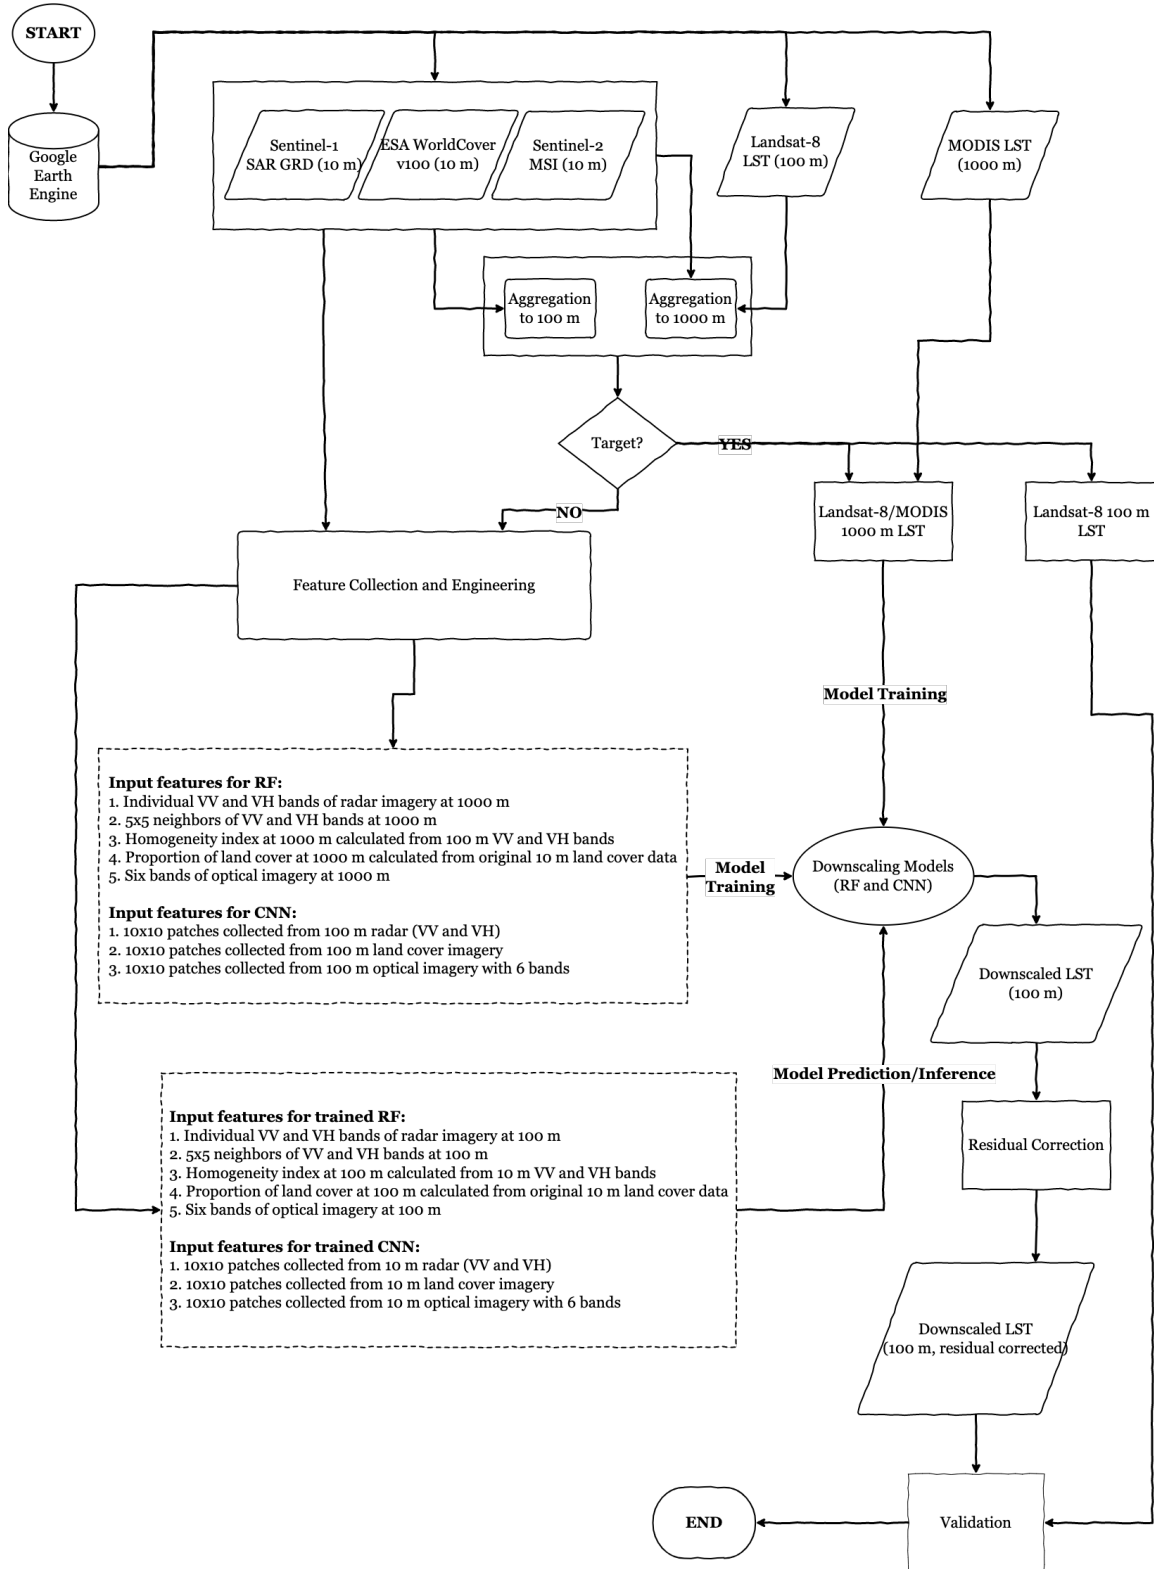 START
Google
Earth
Engine
Sentinel-1
SAR GRD (10 m)
ESA WorldCover
v100 (10 m)
Sentinel-2
MSI (10 m)
Landsat-8
LST (100 m)
MODIS LST
(1000 m)
Aggregation
to 100 m
Aggregation
to 1000 m
Target?
YES
NO
Landsat-8/MODIS
1000 m LST
Landsat-8 100 m
LST
Feature Collection and Engineering
Model Training
Input features for RF:
1. Individual VV and VH bands of radar imagery at 1000 m
2. 5x5 neighbors of VV and VH bands at 1000 m
3. Homogeneity index at 1000 m calculated from 100 m VV and VH bands
4. Proportion of land cover at 1000 m calculated from original 10 m land cover data
5. Six bands of optical imagery at 1000 m
Input features for CNN:
1. 10x10 patches collected from 100 m radar (VV and VH)
2. 10x10 patches collected from 100 m land cover imagery
3. 10x10 patches collected from 100 m optical imagery with 6 bands
Model
Training
Downscaling Models
(RF and CNN)
Downscaled LST
(100 m)
Model Prediction/Inference
Input features for trained RF:
1. Individual VV and VH bands of radar imagery at 100 m
2. 5x5 neighbors of VV and VH bands at 100 m
3. Homogeneity index at 100 m calculated from 10 m VV and VH bands
4. Proportion of land cover at 100 m calculated from original 10 m land cover data
5. Six bands of optical imagery at 100 m
Input features for trained CNN:
1. 10x10 patches collected from 10 m radar (VV and VH)
2. 10x10 patches collected from 10 m land cover imagery
3. 10x10 patches collected from 10 m optical imagery with 6 bands
Residual Correction
Downscaled LST
(100 m, residual corrected)
Validation
END